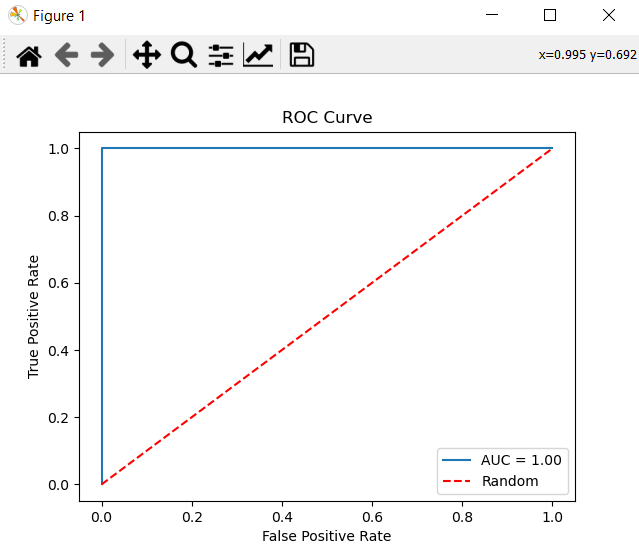 Figure 1
x=0.995 y=0.692
ROC Curve
1.0
0.8
0.6
0.4
0.2
0.0
True Positive Rate
AUC = 1.00
Random
0.0 0.2 0.4 0.6 0.8 1.0
False Positive Rate